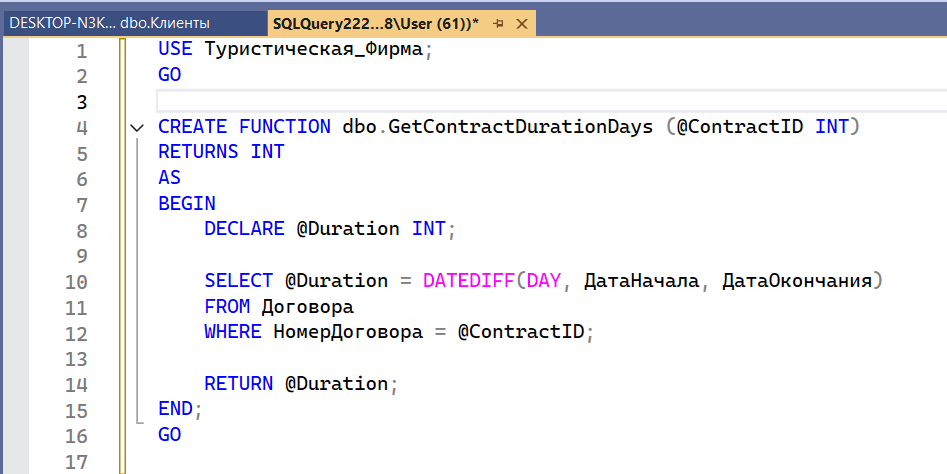 DESKTOP-N3K... dbo.Клиенты
SQLQuery222...8\User (61))*
1 USE Туристическая_Фирма;
2 GO
3
4 CREATE FUNCTION dbo.GetContractDurationDays (@ContractID INT)
5 RETURNS INT
6 AS
7 BEGIN
8 DECLARE @Duration INT;
9
10 SELECT @Duration = DATEDIFF(DAY, ДатаНачала, ДатаОкончания)
11 FROM Договора
12 WHERE НомерДоговора = @ContractID;
13
14 RETURN @Duration;
15 END;
16 GO
17